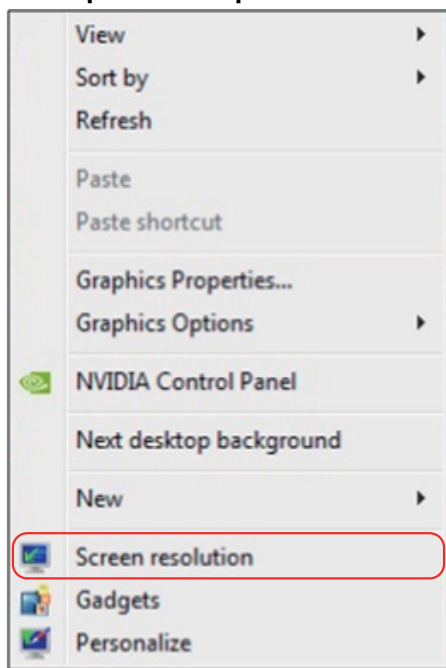 View
Sort by
Refresh
Paste
Paste shortcut
Graphics Properties...
Graphics Options
NVIDIA Control Panel
Next desktop background
New
Screen resolution
Gadgets
Personalize